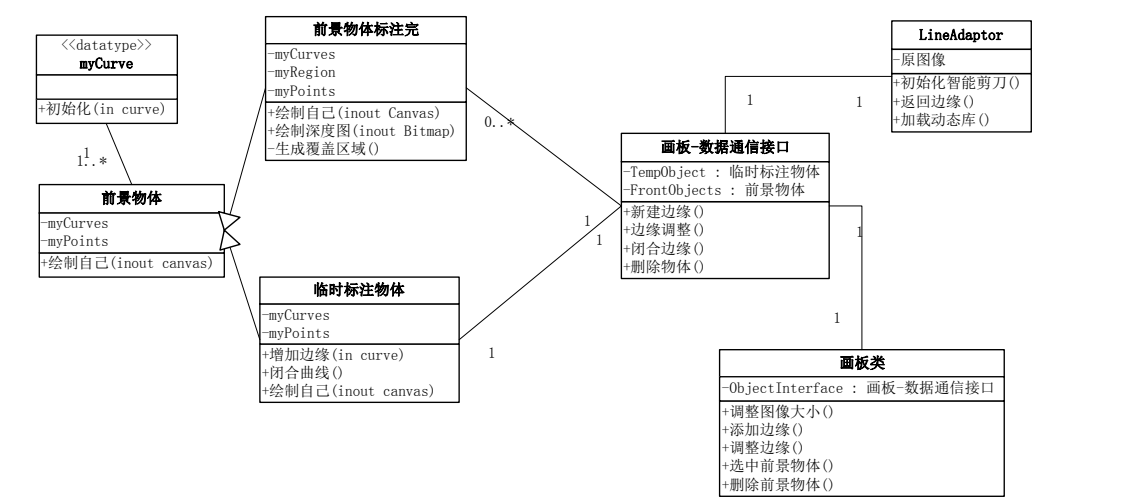 <<datatype>>
myCurve
+初始化(in curve)
1
1..*
前景物体
-myCurves
-myPoints
+绘制自己(inout canvas)
前景物体标注完
-myCurves
-myRegion
-myPoints
+绘制自己(inout Canvas)
+绘制深度图(inout Bitmap)
-生成覆盖区域()
0..*
临时标注物体
-myCurves
-myPoints
+增加边缘(in curve)
+闭合曲线()
+绘制自己(inout canvas)
1
1
1
画板-数据通信接口
-TempObject : 临时标注物体
-FrontObjects : 前景物体
+新建边缘()
+边缘调整()
+闭合边缘()
+删除物体()
1
1
LineAdaptor
-原图像
+初始化智能剪刀()
+返回边缘()
+加载动态库()
1
1
画板类
-ObjectInterface : 画板-数据通信接口
+调整图像大小()
+添加边缘()
+调整边缘()
+选中前景物体()
+删除前景物体()